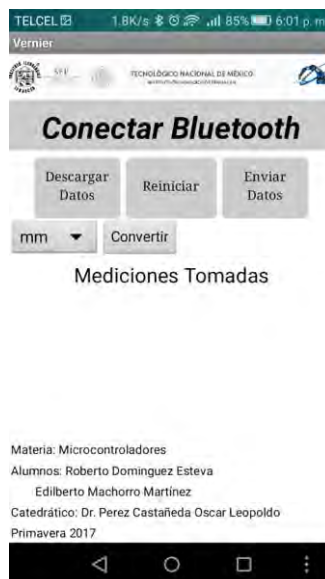 TELCEL 1.8K/s 85% 6:01 p. m.
Vernier
SEP TECNOLÓGICO NACIONAL DE MÉXICO
Conectar Bluetooth
Descargar Datos
Reiniciar
Enviar Datos
mm Convertir
Mediciones Tomadas
Materia: Microcontroladores
Alumnos: Roberto Dominguez Esteva
Edilberto Machorro Martínez
Catedrático: Dr. Perez Castañeda Oscar Leopoldo
Primavera 2017